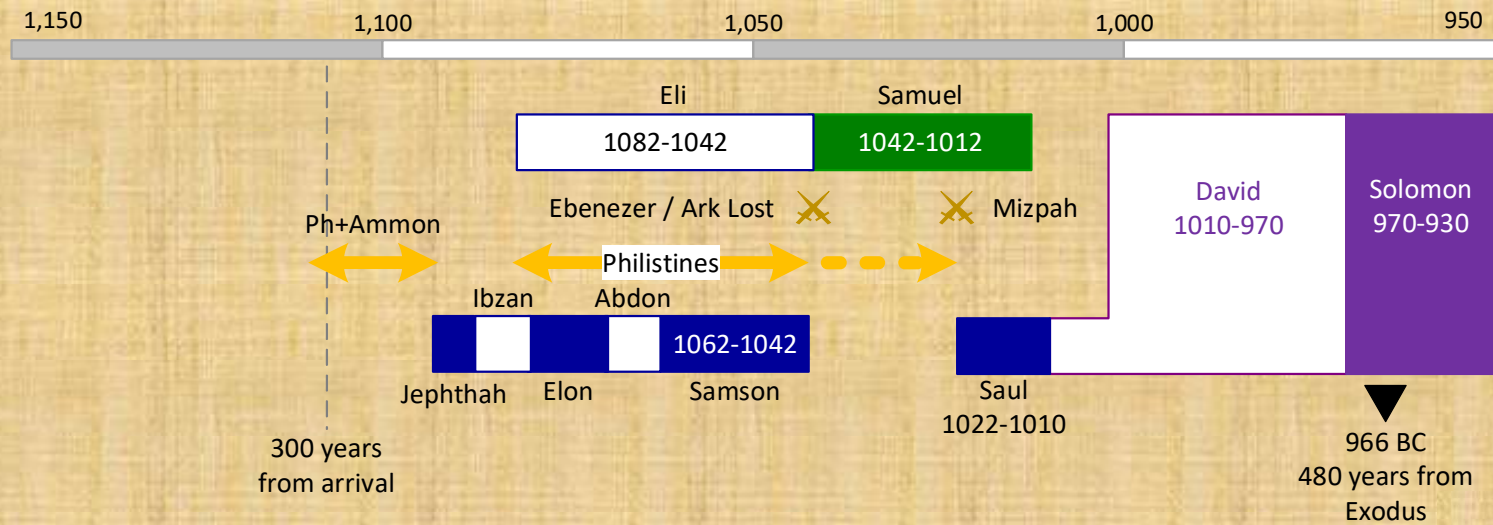 1,150
1,100
1,050
1,000
950
Eli
Samuel
1082-1042
1042-1012
Ebenezer / Ark Lost
Mizpah
David
1010-970
Solomon
970-930
Ph+Ammon
Philistines
Ibzan
Abdon
1062-1042
Jephthah
Elon
Samson
Saul
1022-1010
300 years
from arrival
966 BC
480 years from
Exodus